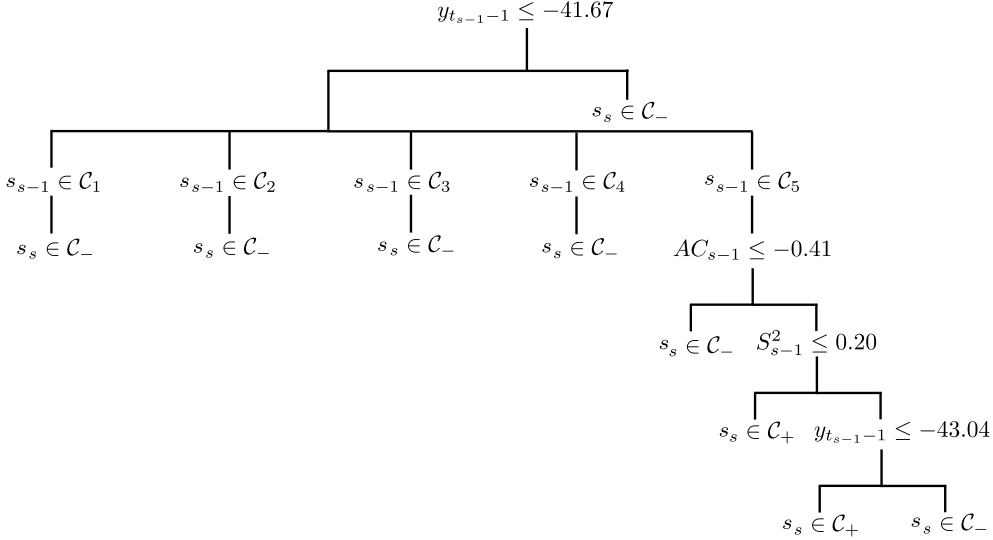 y_{t_{s-1}-1} ≤ −41.67
s_s ∈ 𝒞_−
s_{s−1} ∈ 𝒞_1 s_{s−1} ∈ 𝒞_2 s_{s−1} ∈ 𝒞_3 s_{s−1} ∈ 𝒞_4 s_{s−1} ∈ 𝒞_5
s_s ∈ 𝒞_− s_s ∈ 𝒞_− s_s ∈ 𝒞_− s_s ∈ 𝒞_− AC_{s−1} ≤ −0.41
s_s ∈ 𝒞_− S^2_{s−1} ≤ 0.20
s_s ∈ 𝒞_+ y_{t_{s-1}-1} ≤ −43.04
s_s ∈ 𝒞_+ s_s ∈ 𝒞_−